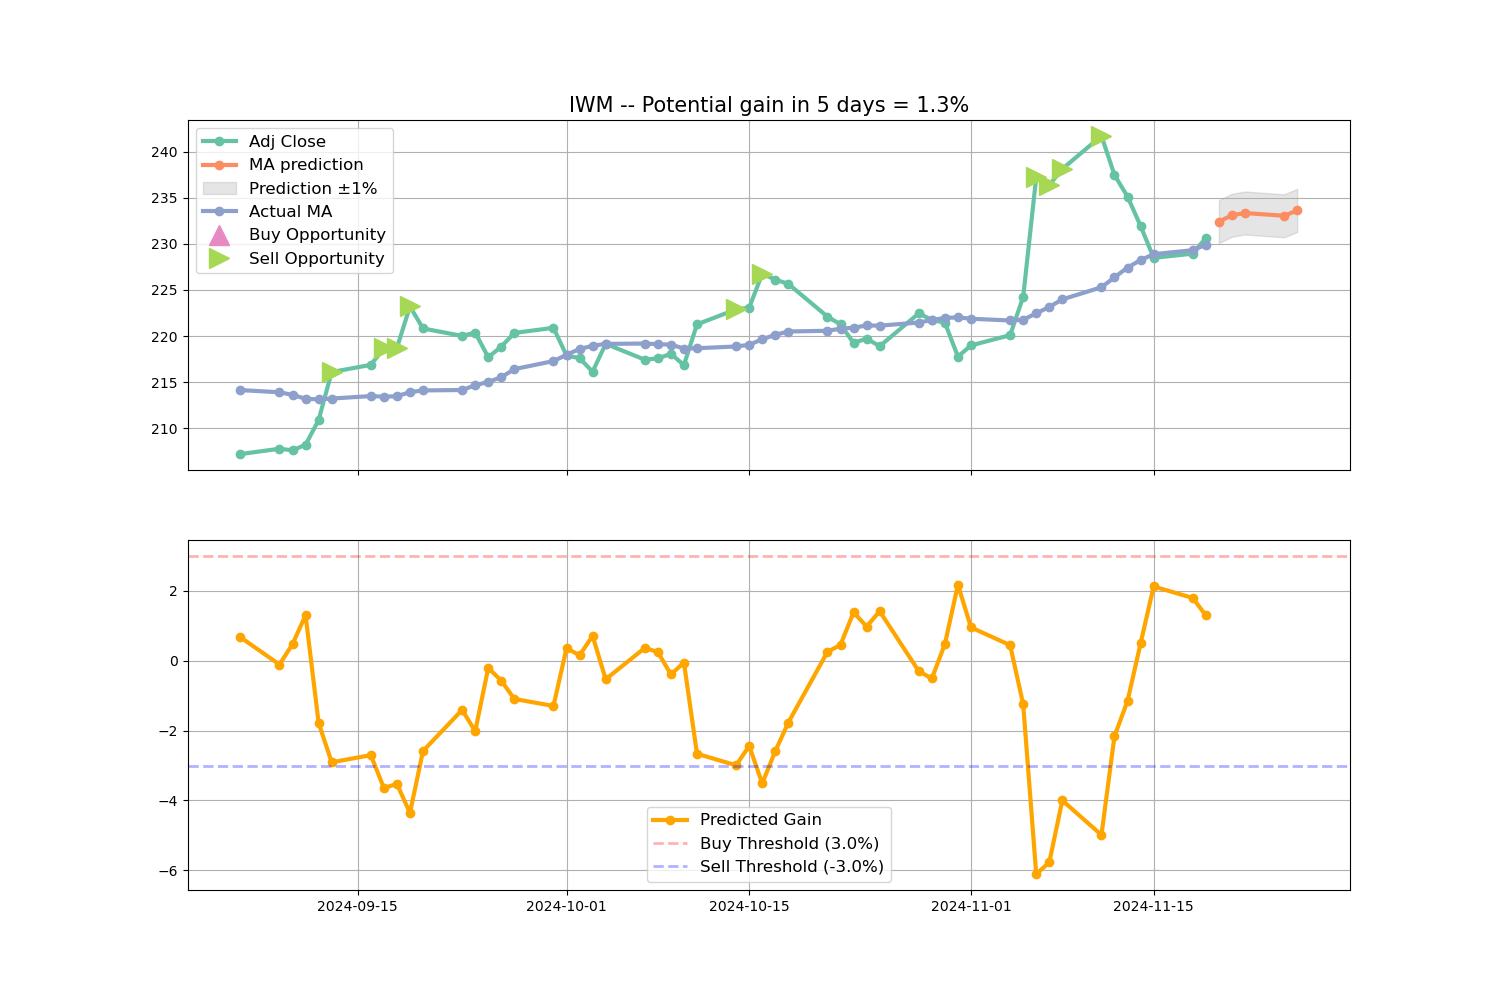 IWM -- Potential gain in 5 days = 1.3%
240
235
230
225
220
215
210
Adj Close
MA prediction
Prediction ±1%
Actual MA
Buy Opportunity
Sell Opportunity
2
0
−2
−4
−6
Predicted Gain
Buy Threshold (3.0%)
Sell Threshold (-3.0%)
2024-09-15
2024-10-01
2024-10-15
2024-11-01
2024-11-15